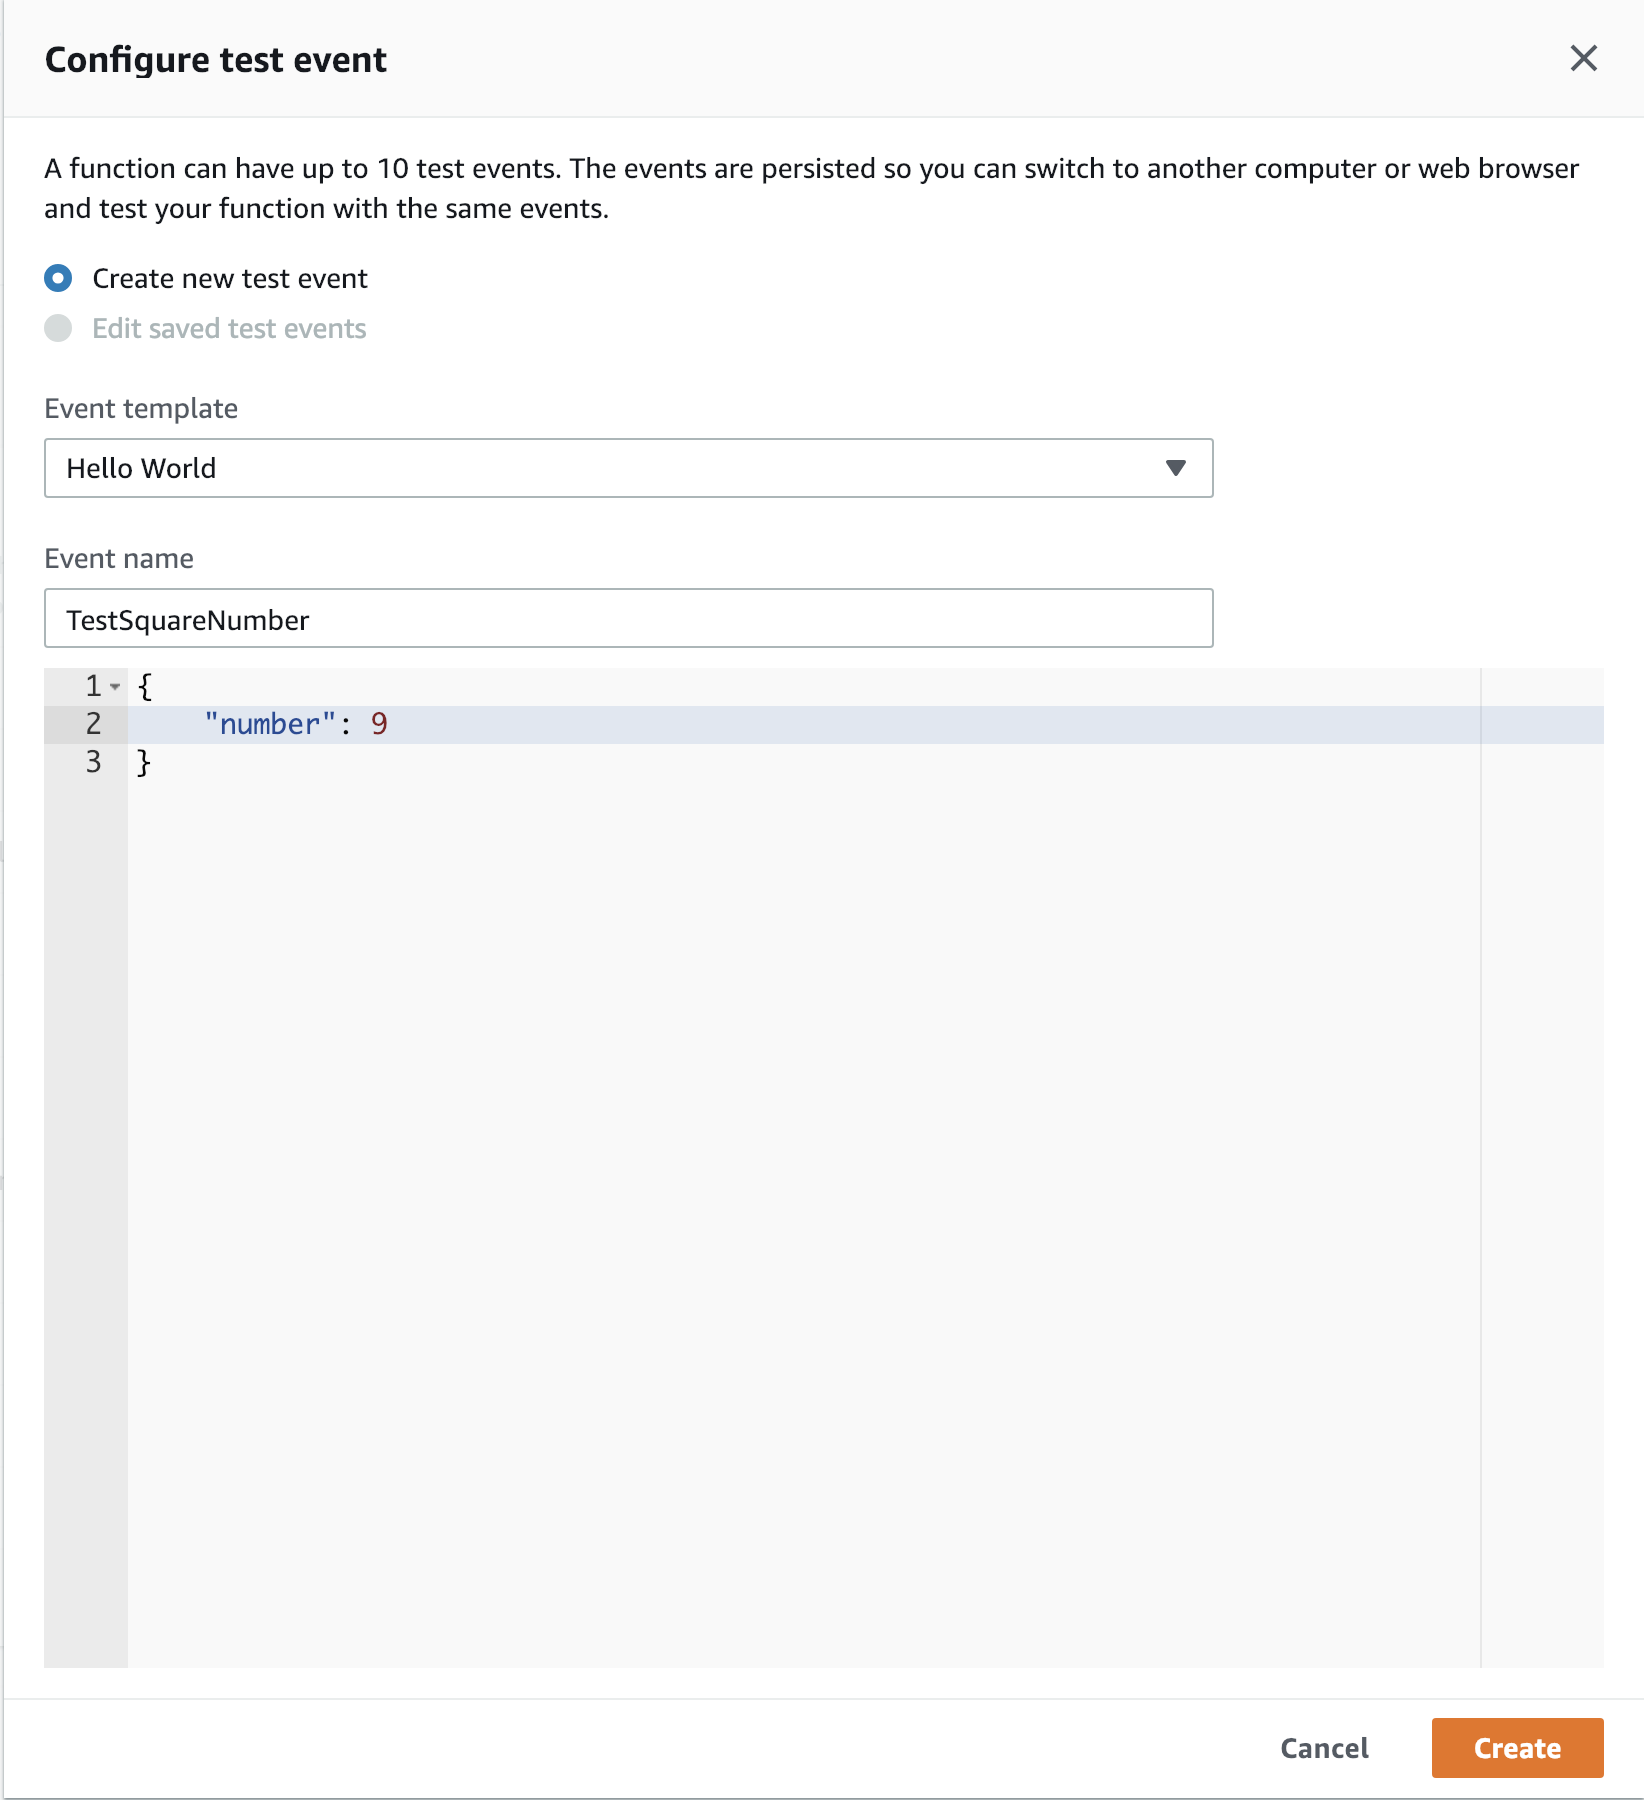 Configure test event
A function can have up to 10 test events. The events are persisted so you can switch to another computer or web browser
and test your function with the same events.
Create new test event
Edit saved test events
Event template
Hello World
Event name
TestSquareNumber
1 {
2 "number": 9
3 }
Cancel
Create